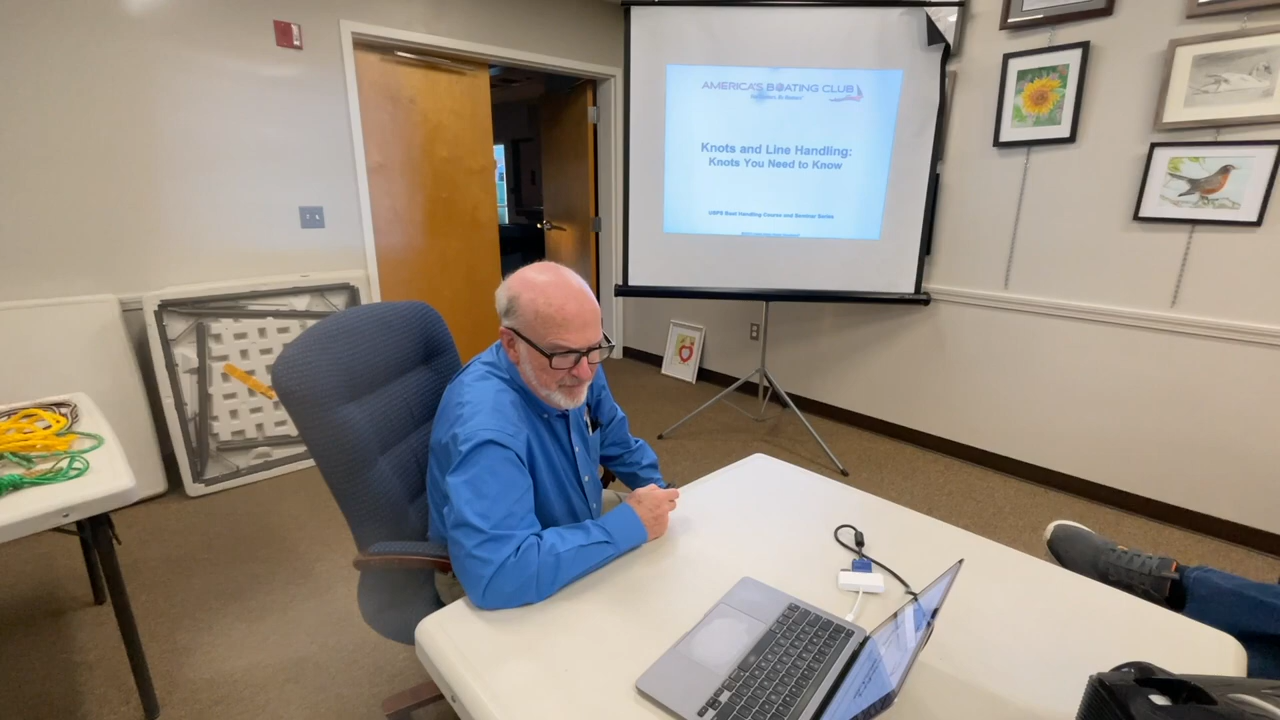 AMERICA'S BOATING CLUB
Knots and Line Handling:
Knots You Need to Know
USPS Boat Handling Course and Seminar Series